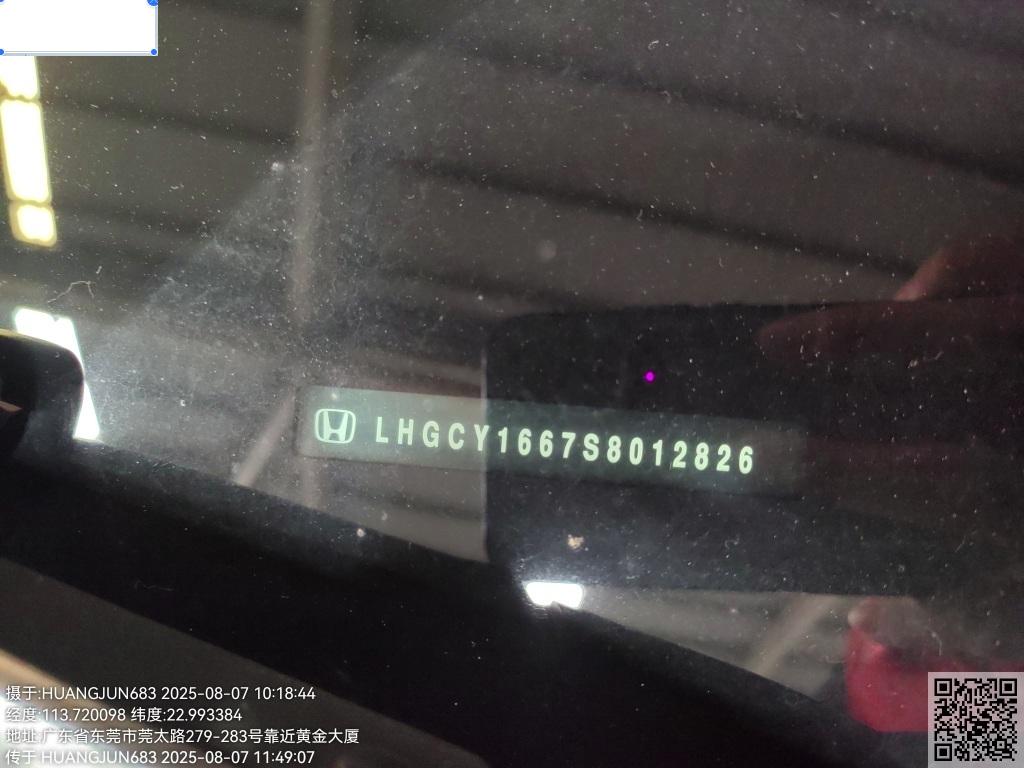 LHGCY1667S8012826
摄于:HUANGJUN683 2025-08-07 10:18:44
经度:113.720098 纬度:22.993384
地址:广东省东莞市莞太路279-283号靠近黄金大厦
传于 HUANGJUN683 2025-08-07 11:49:07